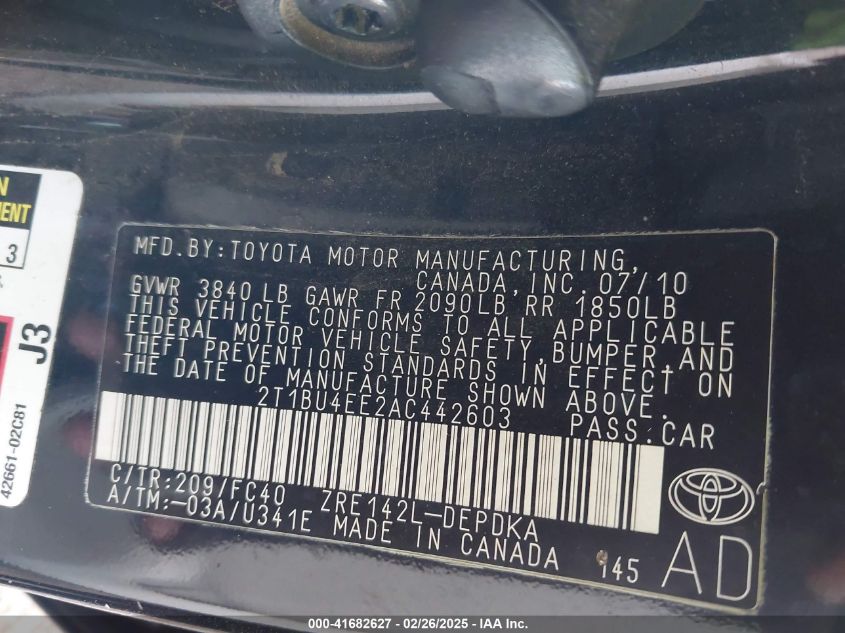 N
MENT
3
J3
42661-02C81
MFD.BY:TOYOTA MOTOR MANUFACTURING,
CANADA,INC. 07/10
GVWR 3840 LB GAWR FR 2090LB RR 1850LB
THIS VEHICLE CONFORMS TO ALL APPLICABLE
FEDERAL MOTOR VEHICLE SAFETY,BUMPER,AND
THEFT PREVENTION STANDARDS IN EFFECT ON
THE DATE OF MANUFACTURE SHOWN ABOVE.
2T1BU4EE2AC442603 PASS.CAR
C/TR:209/FC40 ZRE142L-DEPDKA
A/TM:-03A/U341E MADE IN CANADA 145
AD
000-41682627 - 02/26/2025 - IAA Inc.